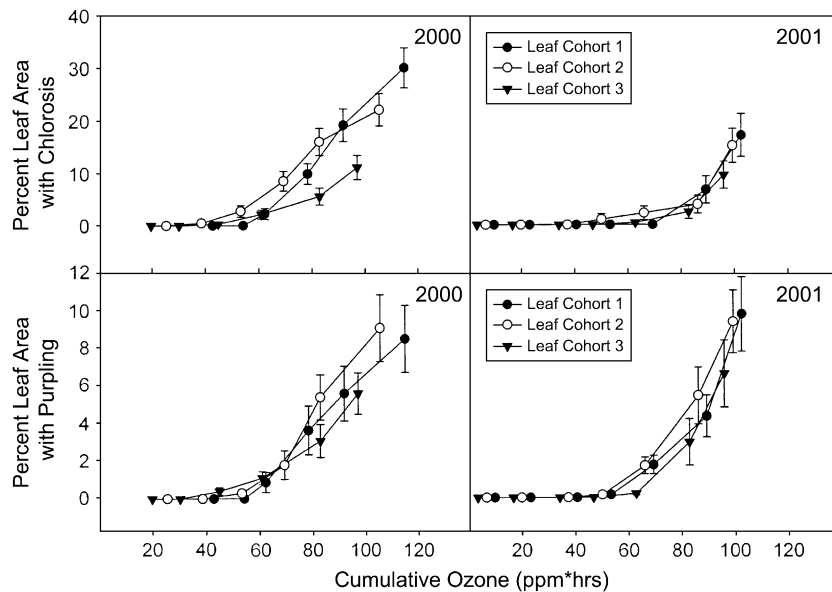 40
30
20
10
0
Percent Leaf Area
with Chlorosis
2000
2001
Leaf Cohort 1
Leaf Cohort 2
Leaf Cohort 3
12
10
8
6
4
2
0
Percent Leaf Area
with Purpling
2000
2001
Leaf Cohort 1
Leaf Cohort 2
Leaf Cohort 3
20 40 60 80 100 120 20 40 60 80 100 120
Cumulative Ozone (ppm*hrs)